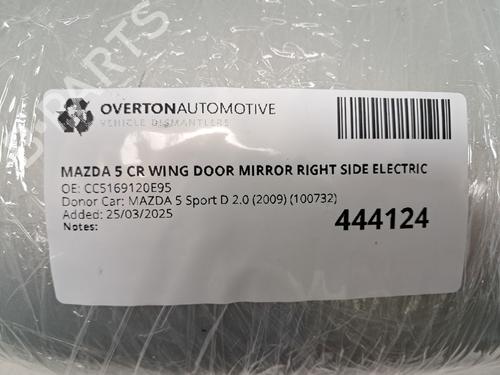 B-PARTS
OVERTONAUTOMOTIVE
VEHICLE DISMANTLERS
MAZDA 5 CR WING DOOR MIRROR RIGHT SIDE ELECTRIC
OE: CC5169120E95
Donor Car: MAZDA 5 Sport D 2.0 (2009) (100732)
Added: 25/03/2025
Notes:
444124